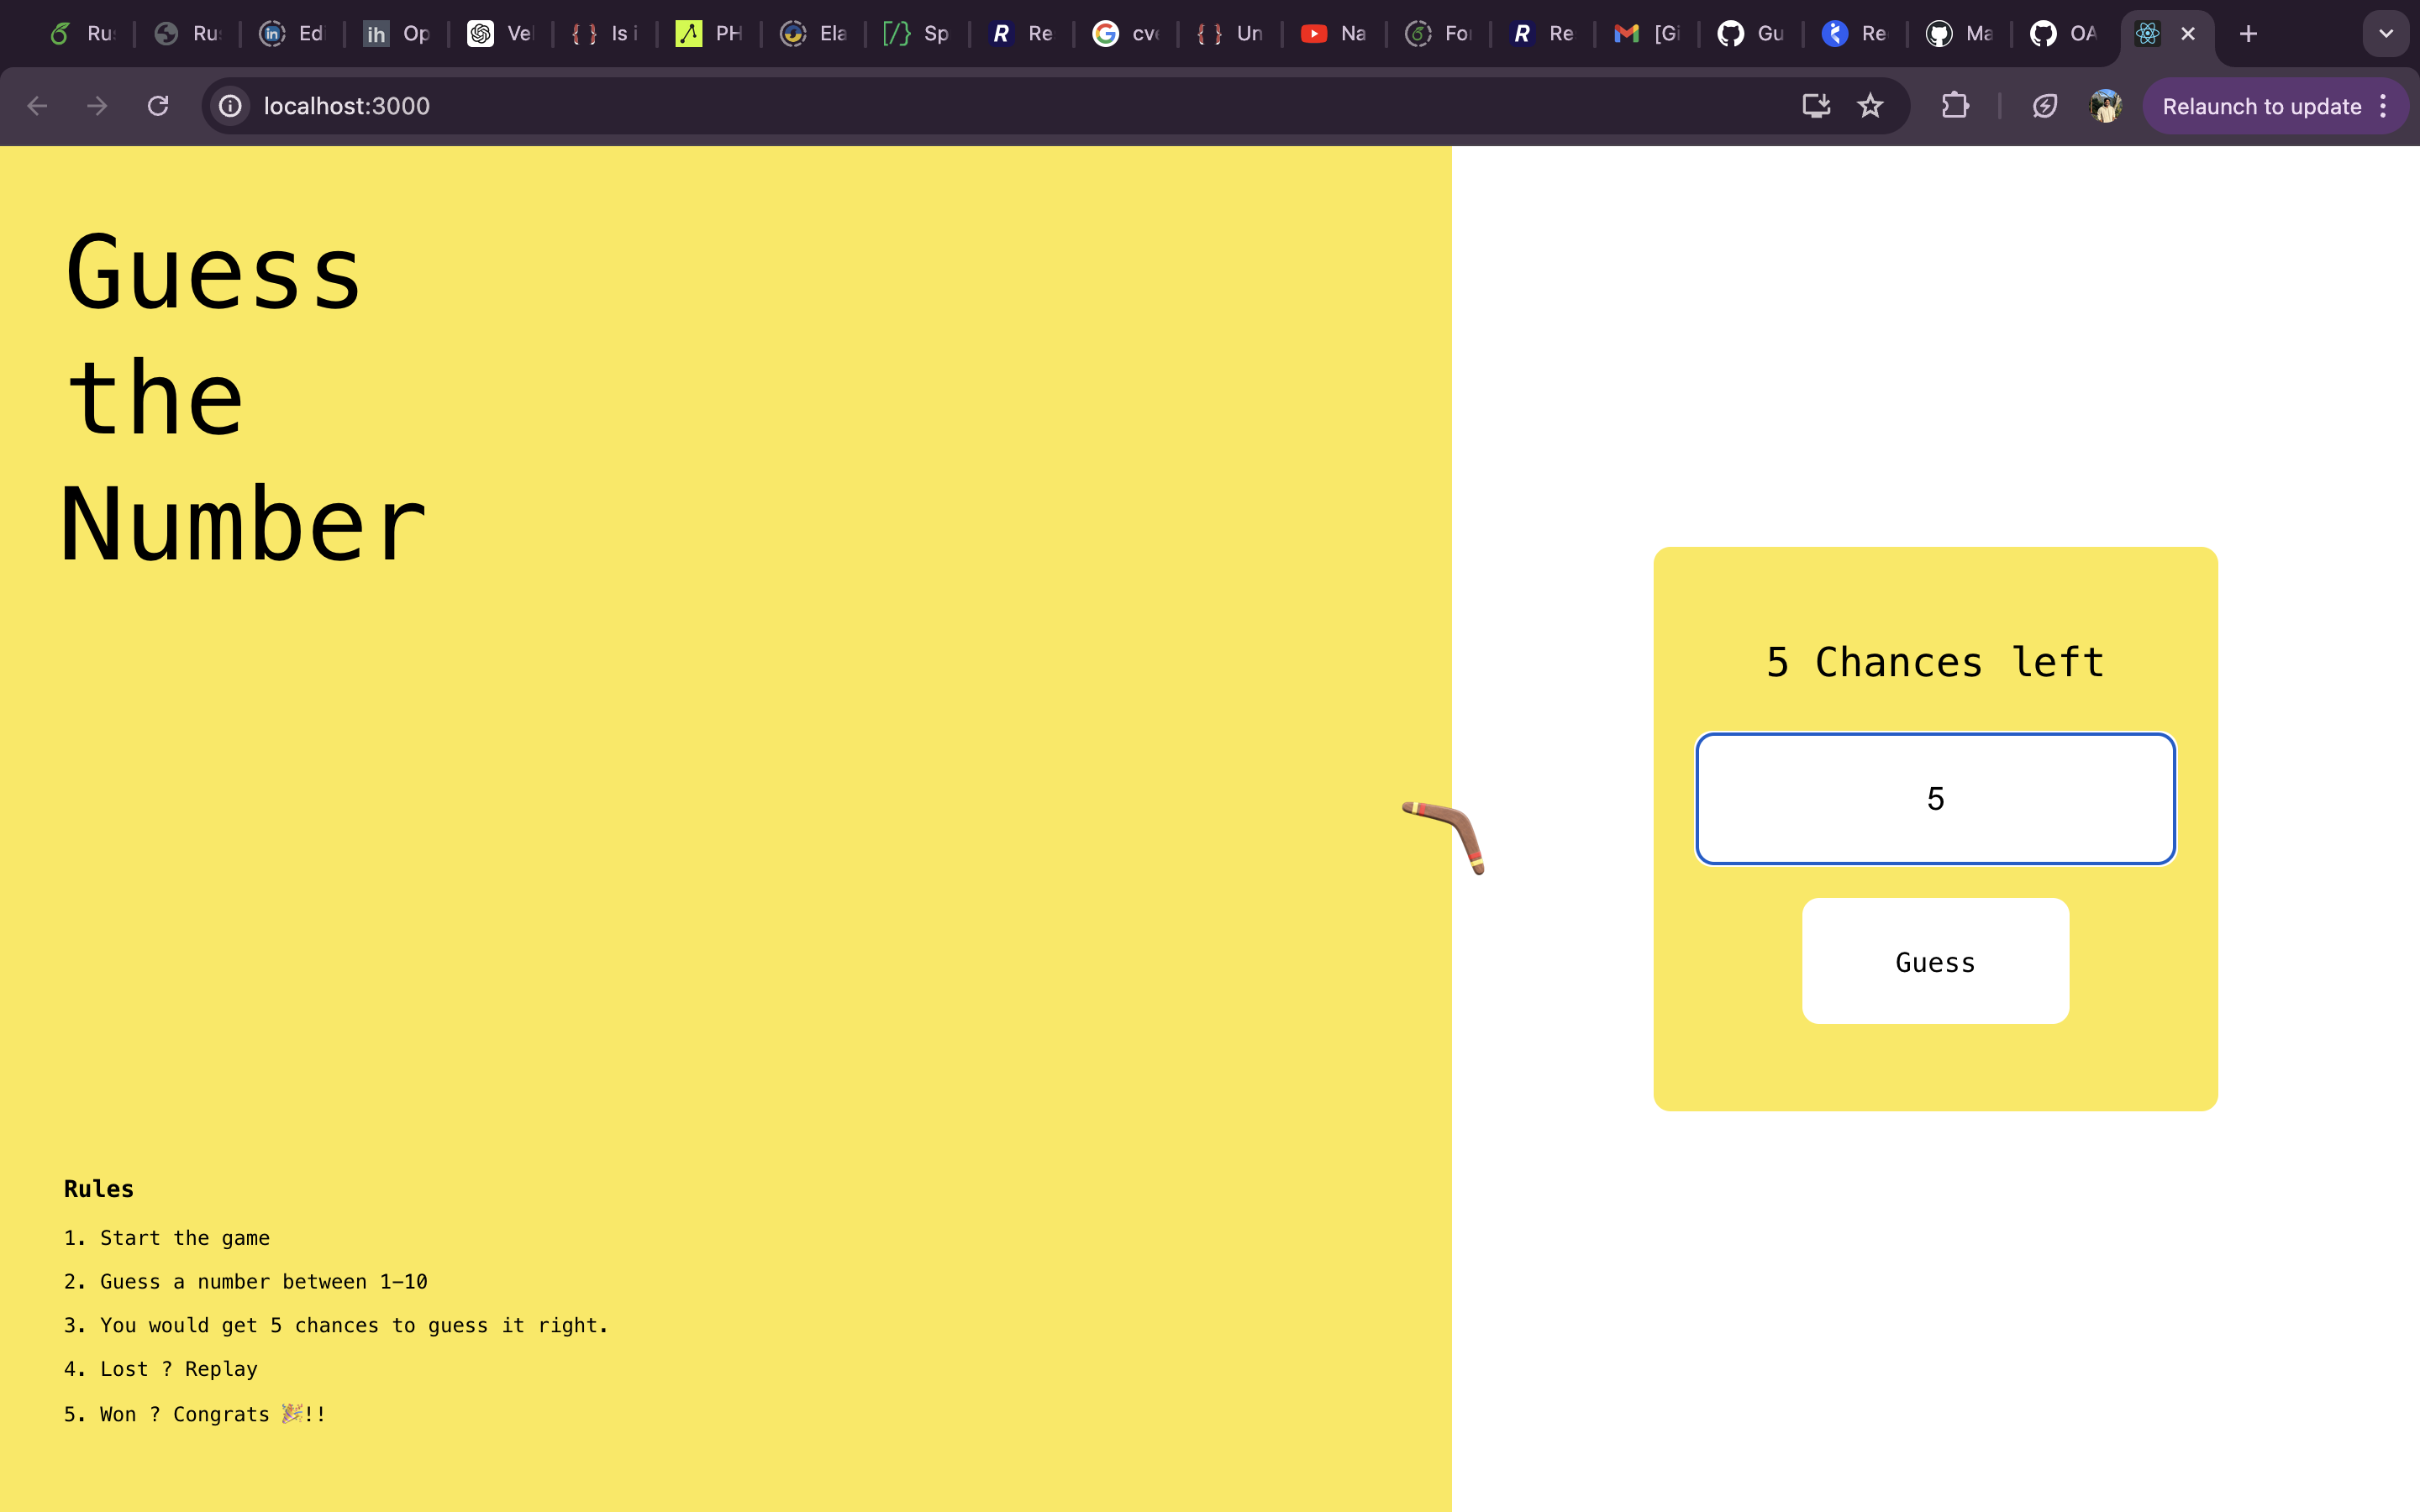 Ru
Ru
Ed
Op
Ve
Is i
PH
Ela
Sp
Re
cv
Un
Na
Fo
Re
[Gi
Gu
Re
Ma
OA
localhost:3000
Relaunch to update
Guess
the
Number
5 Chances left
5
Guess
Rules
1. Start the game
2. Guess a number between 1-10
3. You would get 5 chances to guess it right.
4. Lost ? Replay
5. Won ? Congrats 🎉!!